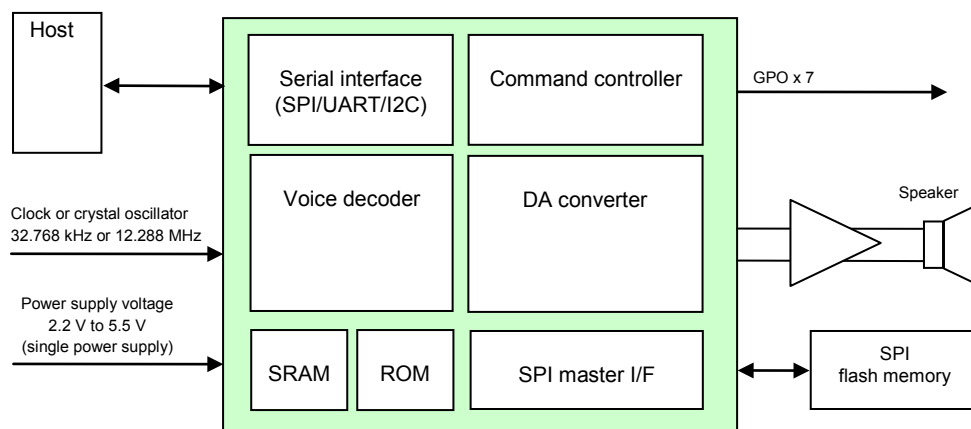 Host
Serial interface
(SPI/UART/I2C)
Command controller
GPO x 7
Voice decoder
DA converter
Speaker
Clock or crystal oscillator
32.768 kHz or 12.288 MHz
Power supply voltage
2.2 V to 5.5 V
(single power supply)
SRAM
ROM
SPI master I/F
SPI
flash memory